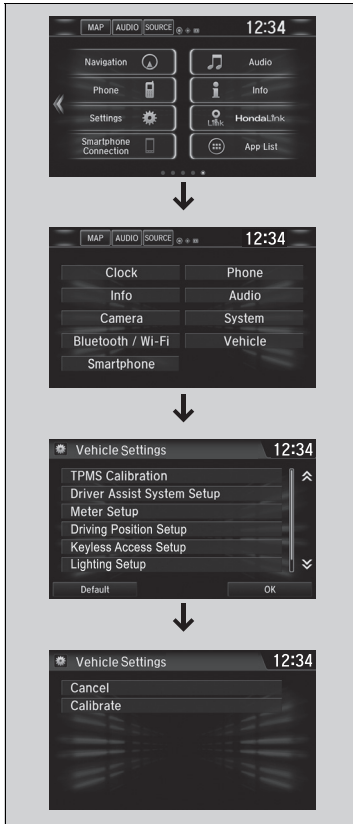 MAP AUDIO SOURCE 12:34
Navigation Audio
Phone Info
Settings Link HondaLink
Smartphone
Connection App List
MAP AUDIO SOURCE 12:34
Clock Phone
Info Audio
Camera System
Bluetooth / Wi-Fi Vehicle
Smartphone
Vehicle Settings 12:34
TPMS Calibration
Driver Assist System Setup
Meter Setup
Driving Position Setup
Keyless Access Setup
Lighting Setup
Default OK
Vehicle Settings 12:34
Cancel
Calibrate